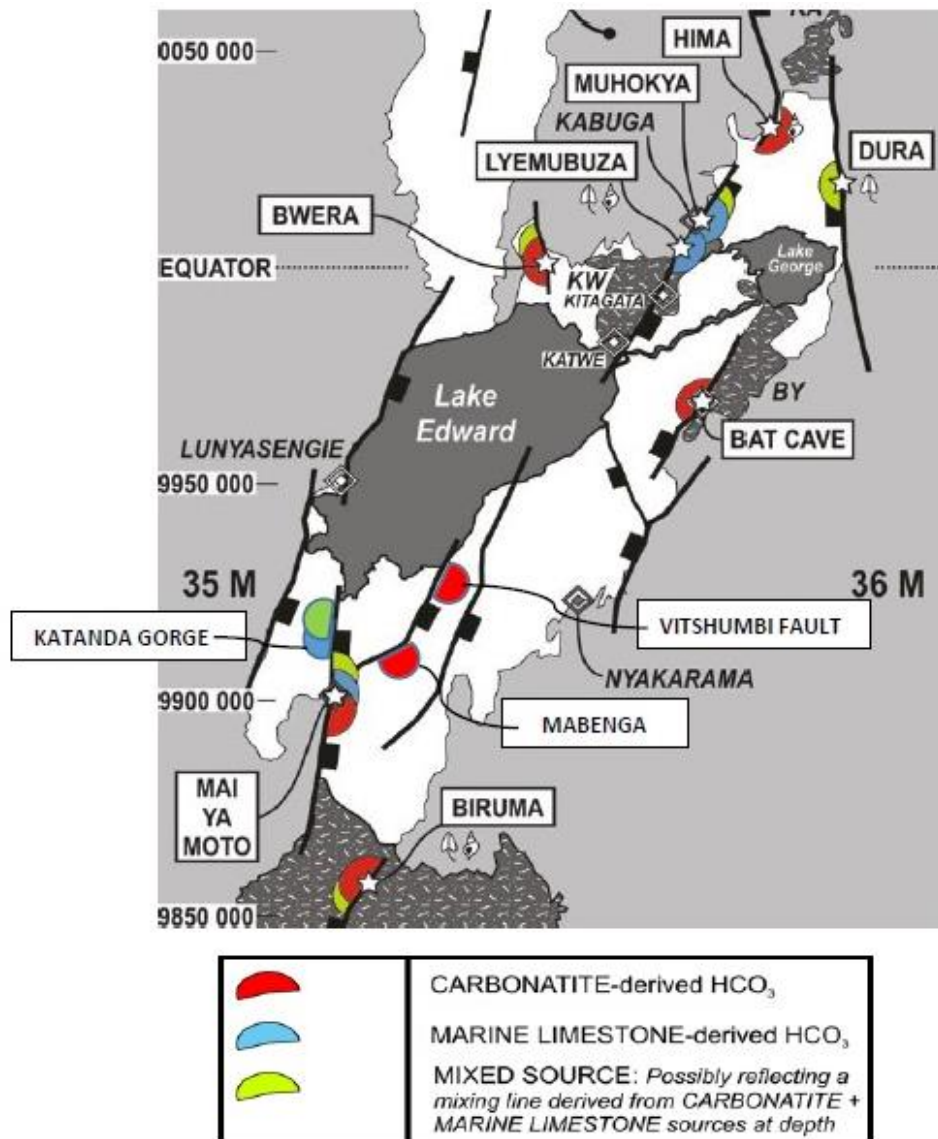 0050 000
HIMA
MUHOKYA
KABUGA
LYEMUBUZA
DURA
BWERA
EQUATOR
Lake
George
KW
KITAGATA
KATWE
BY
Lake
Edward
BAT CAVE
LUNYASENGIE
9950 000
35 M
36 M
KATANDA GORGE
VITSHUMBI FAULT
NYAKARAMA
9900 000
MABENGA
MAI
YA
MOTO
BIRUMA
9850 000
CARBONATITE-derived HCO₃
MARINE LIMESTONE-derived HCO₃
MIXED SOURCE: Possibly reflecting a
mixing line derived from CARBONATITE +
MARINE LIMESTONE sources at depth